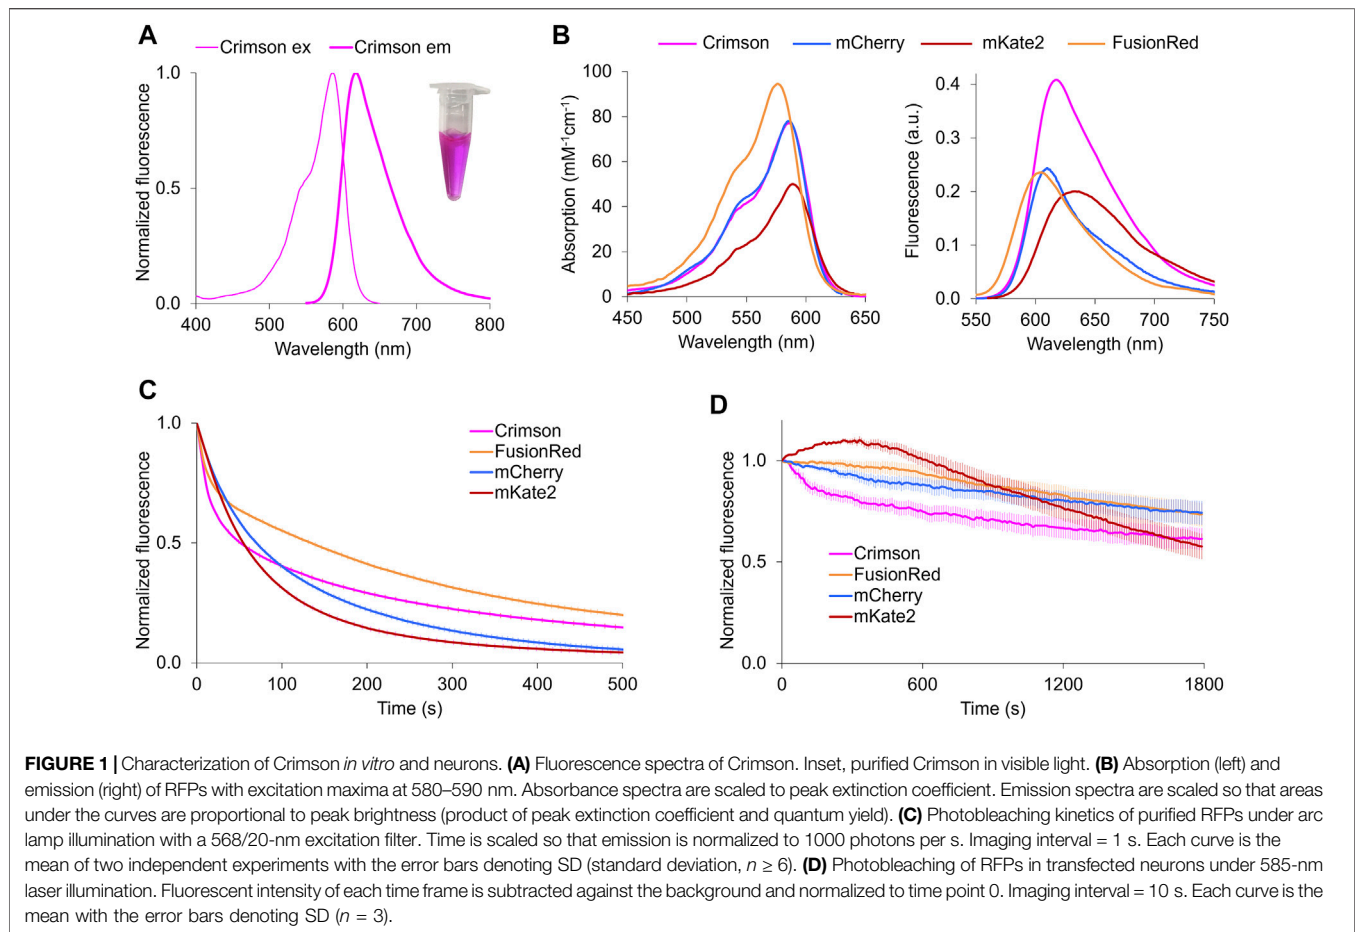 A
Crimson ex
Crimson em
Normalized fluorescence
1.0
0.5
0.0
400
500
600
700
800
Wavelength (nm)
B
Crimson
mCherry
mKate2
FusionRed
Absorption (mM-1cm-1)
100
80
60
40
20
0
450
500
550
600
650
Wavelength (nm)
Fluorescence (a.u.)
0.4
0.3
0.2
0.1
0.0
550
600
650
700
750
Wavelength (nm)
C
Crimson
FusionRed
mCherry
mKate2
Normalized fluorescence
1.0
0.5
0.0
0
100
200
300
400
500
Time (s)
D
Normalized fluorescence
1.0
0.5
0.0
Crimson
FusionRed
mCherry
mKate2
0
600
1200
1800
Time (s)
FIGURE 1 | Characterization of Crimson in vitro and neurons. (A) Fluorescence spectra of Crimson. Inset, purified Crimson in visible light. (B) Absorption (left) and
emission (right) of RFPs with excitation maxima at 580–590 nm. Absorbance spectra are scaled to peak extinction coefficient. Emission spectra are scaled so that areas
under the curves are proportional to peak brightness (product of peak extinction coefficient and quantum yield). (C) Photobleaching kinetics of purified RFPs under arc
lamp illumination with a 568/20-nm excitation filter. Time is scaled so that emission is normalized to 1000 photons per s. Imaging interval = 1 s. Each curve is the
mean of two independent experiments with the error bars denoting SD (standard deviation, n ≥ 6). (D) Photobleaching of RFPs in transfected neurons under 585-nm
laser illumination. Fluorescent intensity of each time frame is subtracted against the background and normalized to time point 0. Imaging interval = 10 s. Each curve is the
mean with the error bars denoting SD (n = 3).